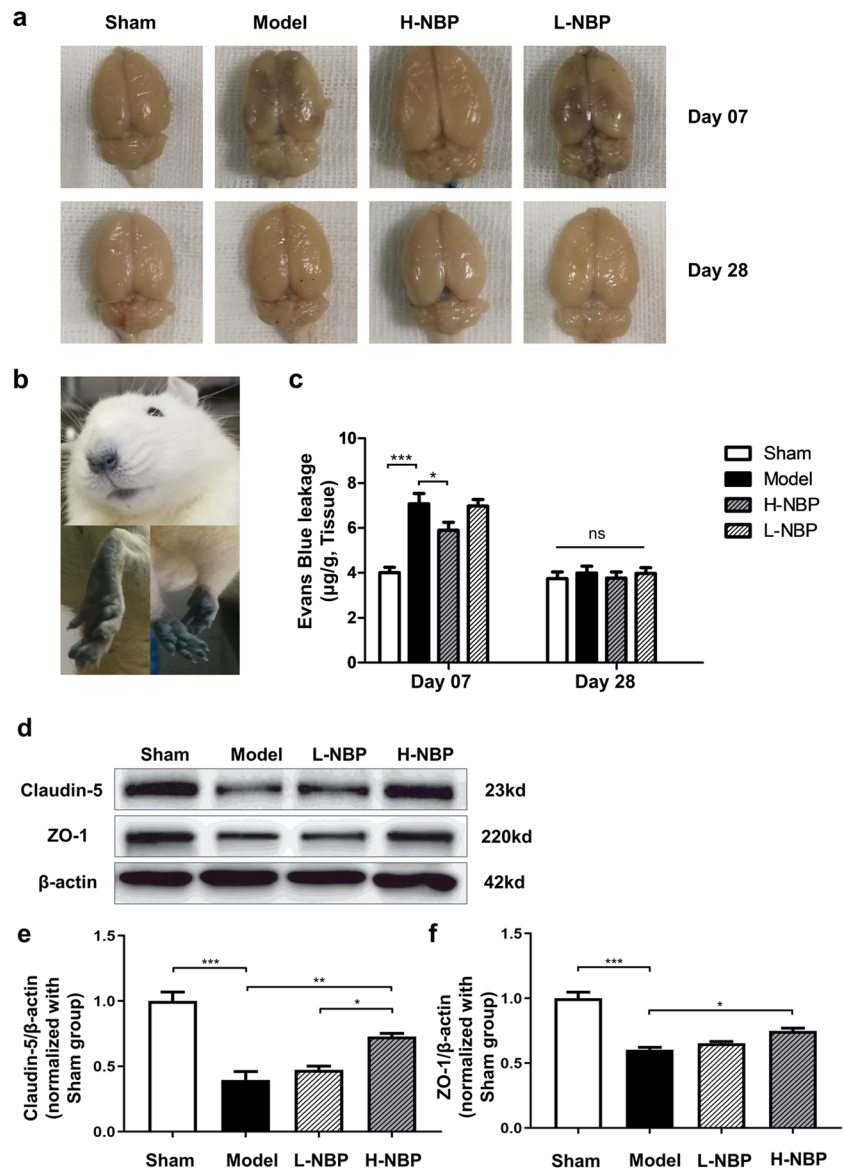 a
Sham Model H-NBP L-NBP
Day 07
Day 28
b
c
Evans Blue leakage
(μg/g, Tissue)
10
8
6
4
2
0
***
*
ns
Day 07 Day 28
Sham
Model
H-NBP
L-NBP
d
Sham Model L-NBP H-NBP
Claudin-5 23kd
ZO-1 220kd
β-actin 42kd
e
Claudin-5/β-actin
(normalized with
Sham group)
1.5
1.0
0.5
0.0
***
**
*
Sham Model L-NBP H-NBP
f
ZO-1/β-actin
(normalized with
Sham group)
1.5
1.0
0.5
0.0
***
*
Sham Model L-NBP H-NBP